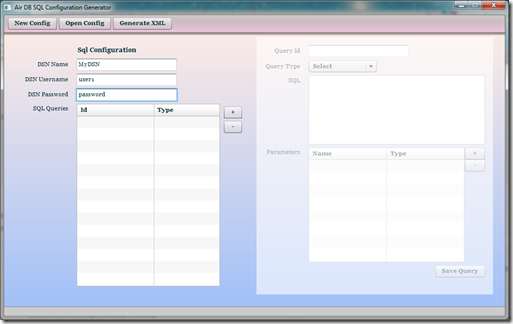 Air DB SQL Configuration Generator
New Config Open Config Generate XML
Sql Configuration
DSN Name MyDSN
DSN Username user1
DSN Password password
SQL Queries Id Type
+
-
Query Id
Query Type Select
SQL
Parameters Name Type
+
-
Save Query